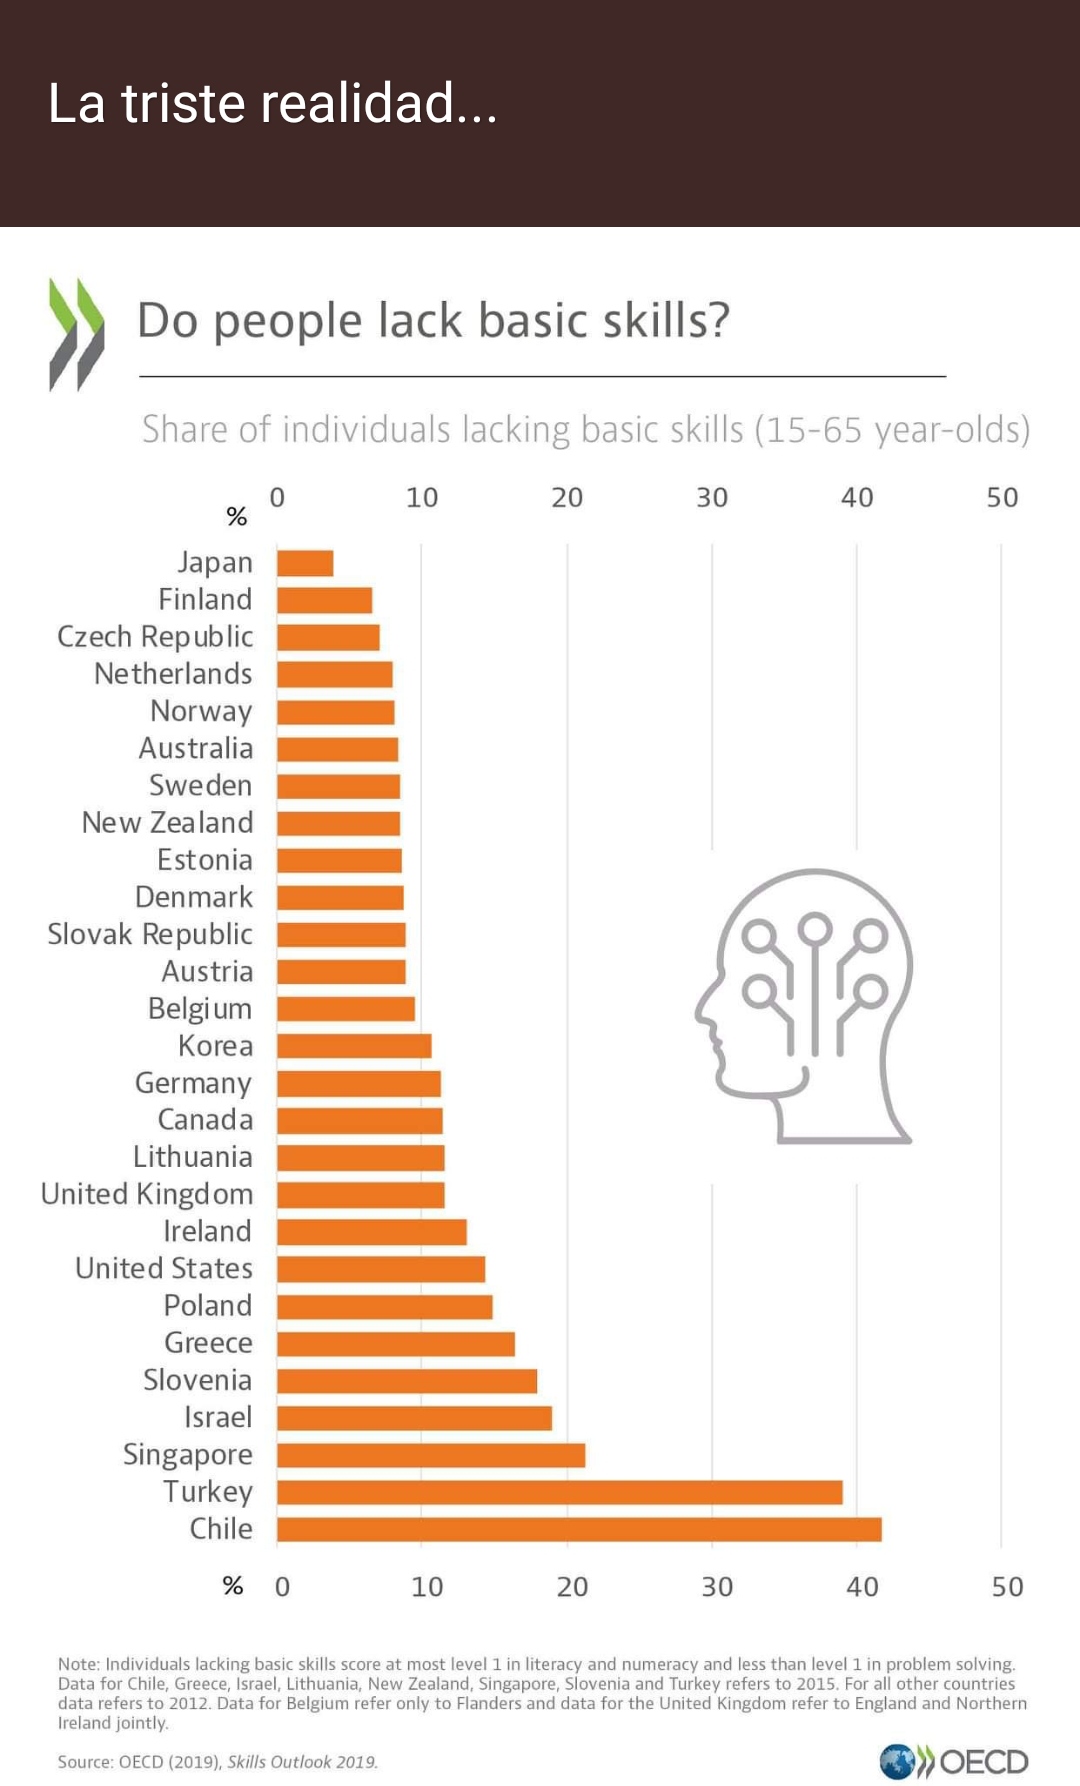 La triste realidad...
Do people lack basic skills?
Share of individuals lacking basic skills (15-65 year-olds)
% 0 10 20 30 40 50
Japan
Finland
Czech Republic
Netherlands
Norway
Australia
Sweden
New Zealand
Estonia
Denmark
Slovak Republic
Austria
Belgium
Korea
Germany
Canada
Lithuania
United Kingdom
Ireland
United States
Poland
Greece
Slovenia
Israel
Singapore
Turkey
Chile
% 0 10 20 30 40 50
Note: Individuals lacking basic skills score at most level 1 in literacy and numeracy and less than level 1 in problem solving.
Data for Chile, Greece, Israel, Lithuania, New Zealand, Singapore, Slovenia and Turkey refers to 2015. For all other countries
data refers to 2012. Data for Belgium refer only to Flanders and data for the United Kingdom refer to England and Northern
Ireland jointly.
Source: OECD (2019), Skills Outlook 2019.
OECD